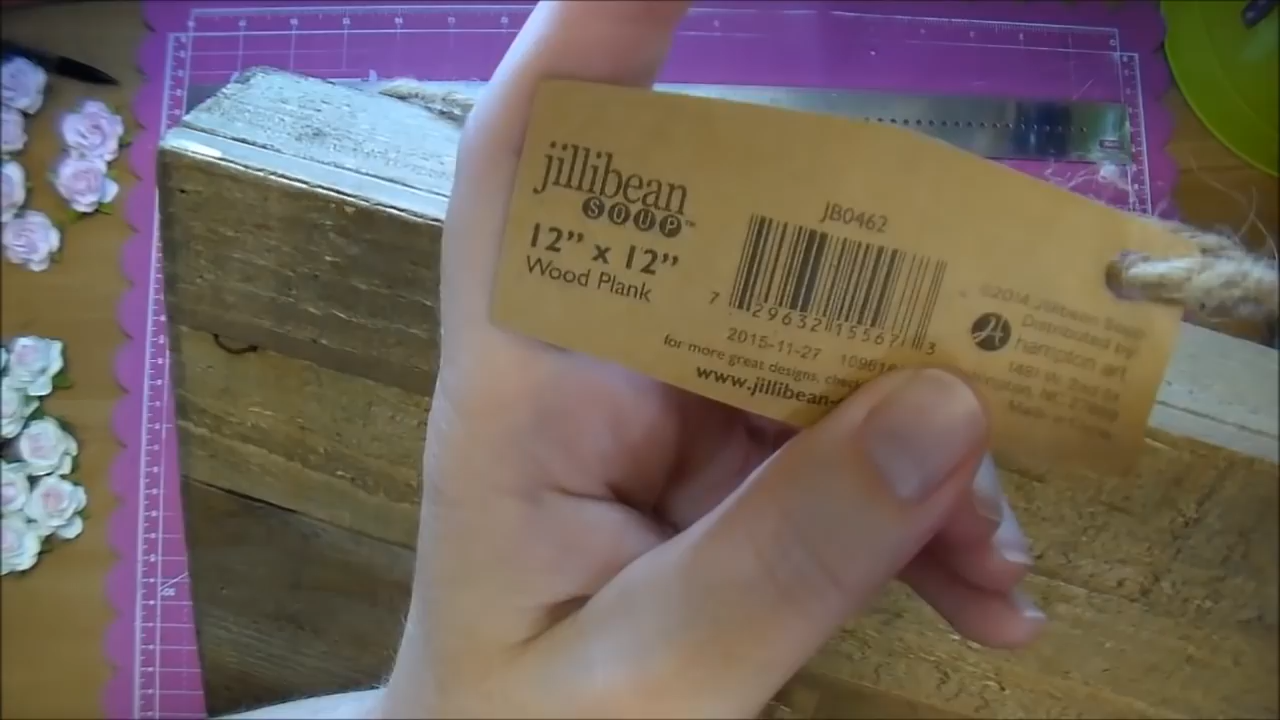 jillibean
SOUP™
12” x 12”
Wood Plank
JB0462
7 29632 15567 3
2015-11-27
for more great designs, check
www.jillibean-
©2014 Jillibean Soup
Distributed by
hampton art